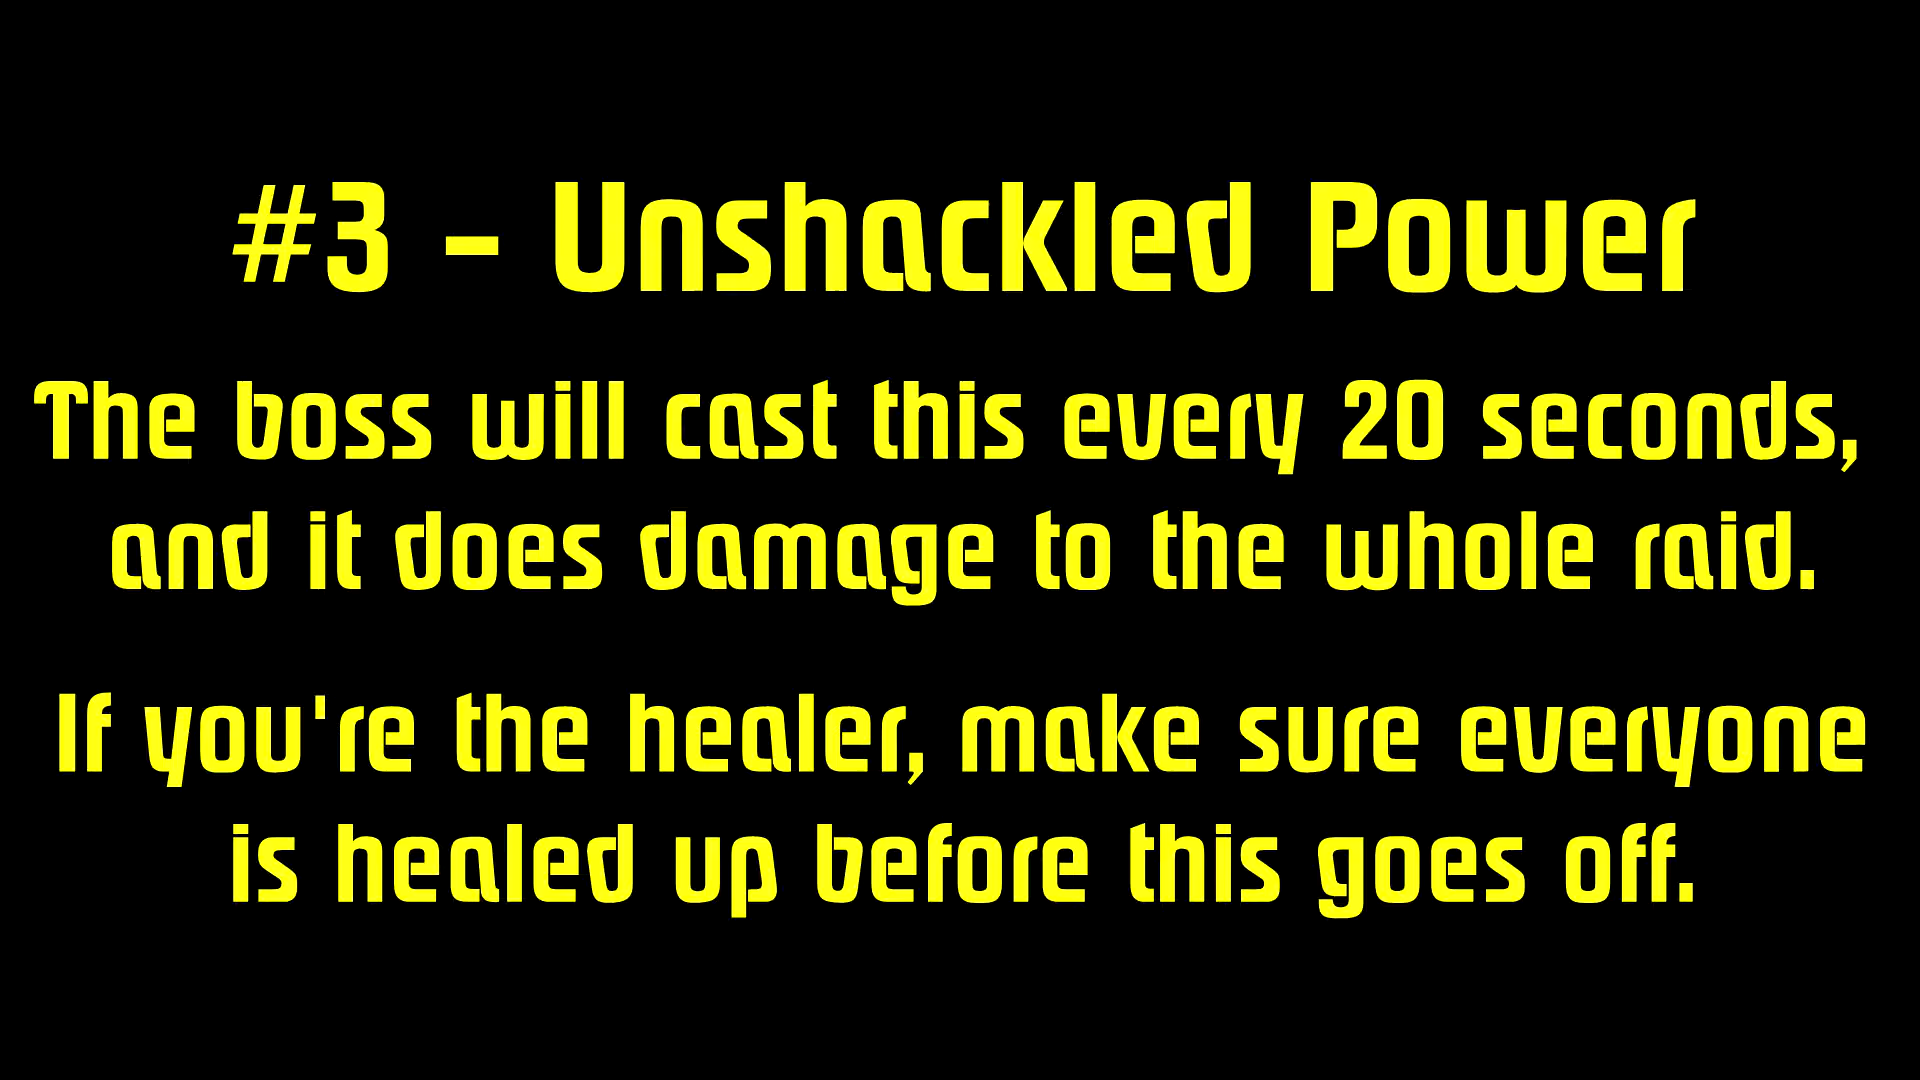 #3 - Unshackled Power
The boss will cast this every 20 seconds,
and it does damage to the whole raid.
If you're the healer, make sure everyone
is healed up before this goes off.